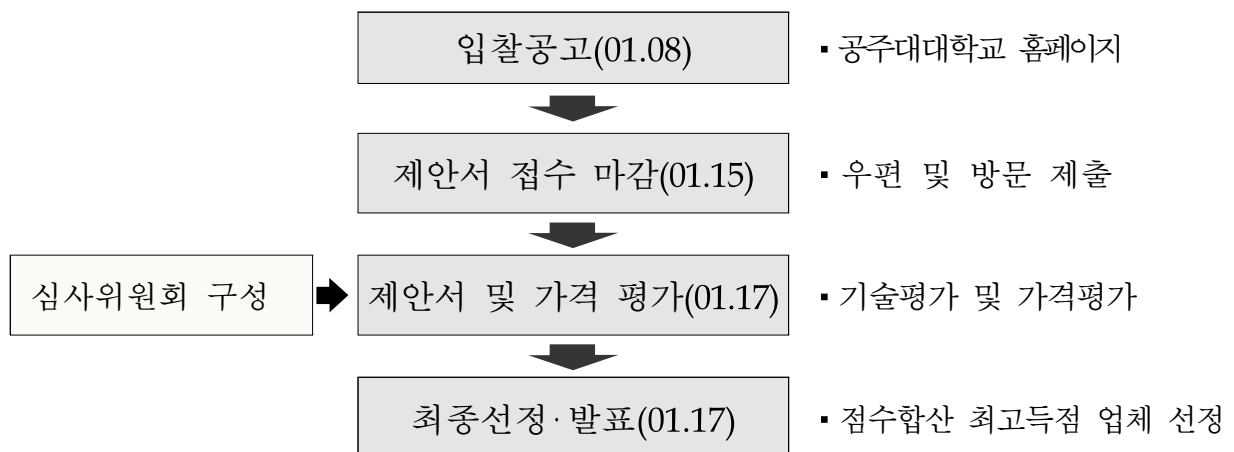 입찰공고(01.08) ▪ 공주대대학교 홈페이지
제안서 접수 마감(01.15) ▪ 우편 및 방문 제출
심사위원회 구성 제안서 및 가격 평가(01.17) ▪ 기술평가 및 가격평가
최종선정·발표(01.17) ▪ 점수합산 최고득점 업체 선정